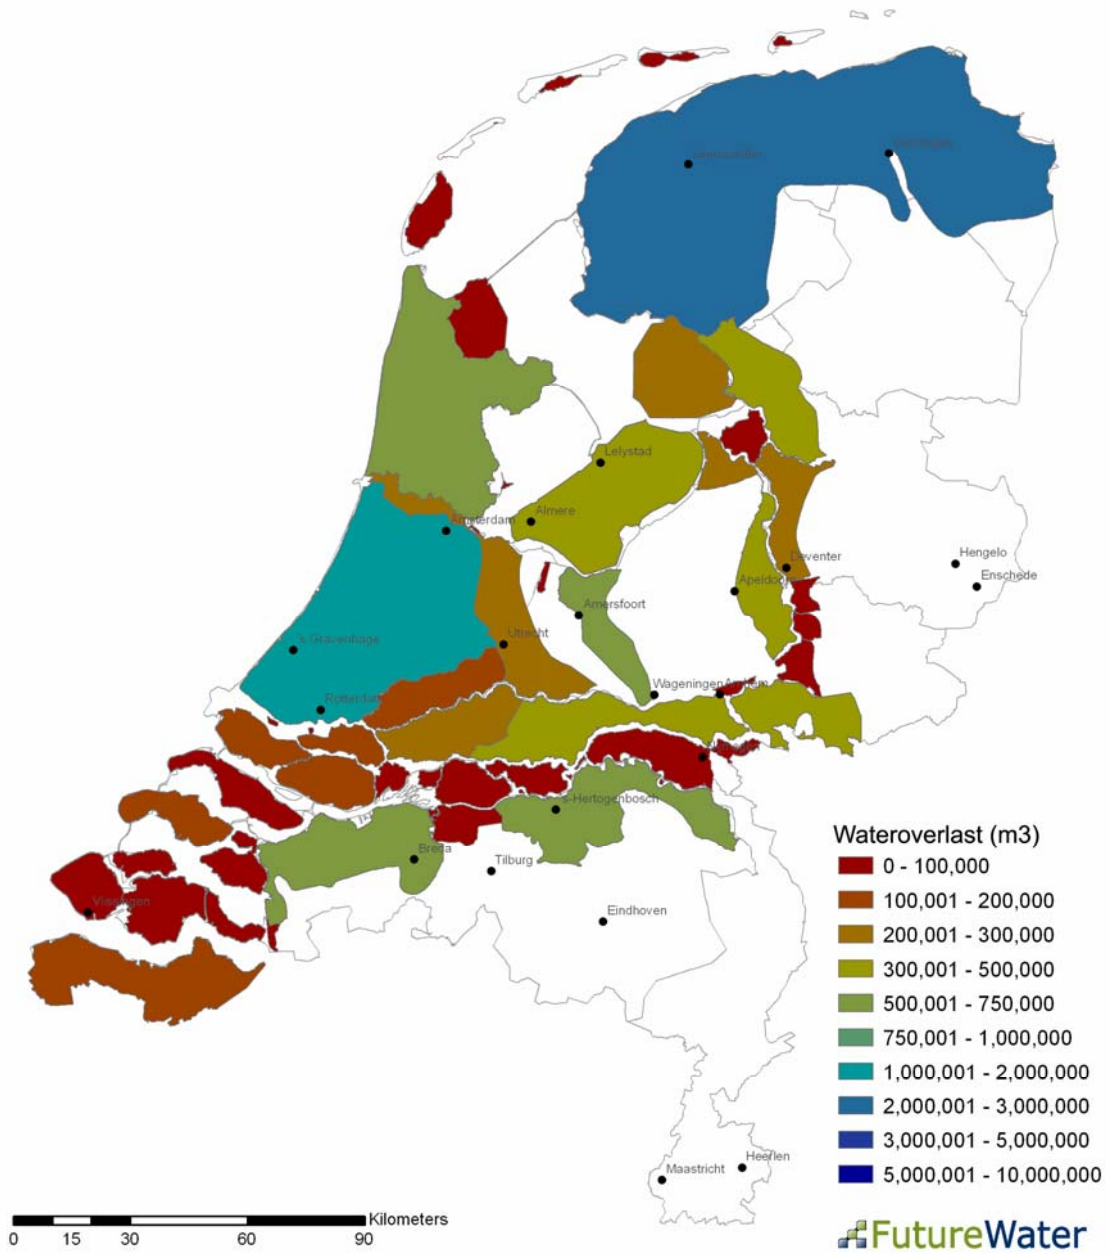 Lelystad
Almere
Amsterdam
Hengelo
Deventer
Enschede
Apeldoorn
Amersfoort
's Gravenhage
Utrecht
Wageningen
Arnhem
Rotterdam
's-Hertogenbosch
Breda
Tilburg
Vlissingen
Eindhoven
Maastricht
Heerlen
Wateroverlast (m3)
0 - 100,000
100,001 - 200,000
200,001 - 300,000
300,001 - 500,000
500,001 - 750,000
750,001 - 1,000,000
1,000,001 - 2,000,000
2,000,001 - 3,000,000
3,000,001 - 5,000,000
5,000,001 - 10,000,000
Kilometers
0 15 30 60 90
FutureWater